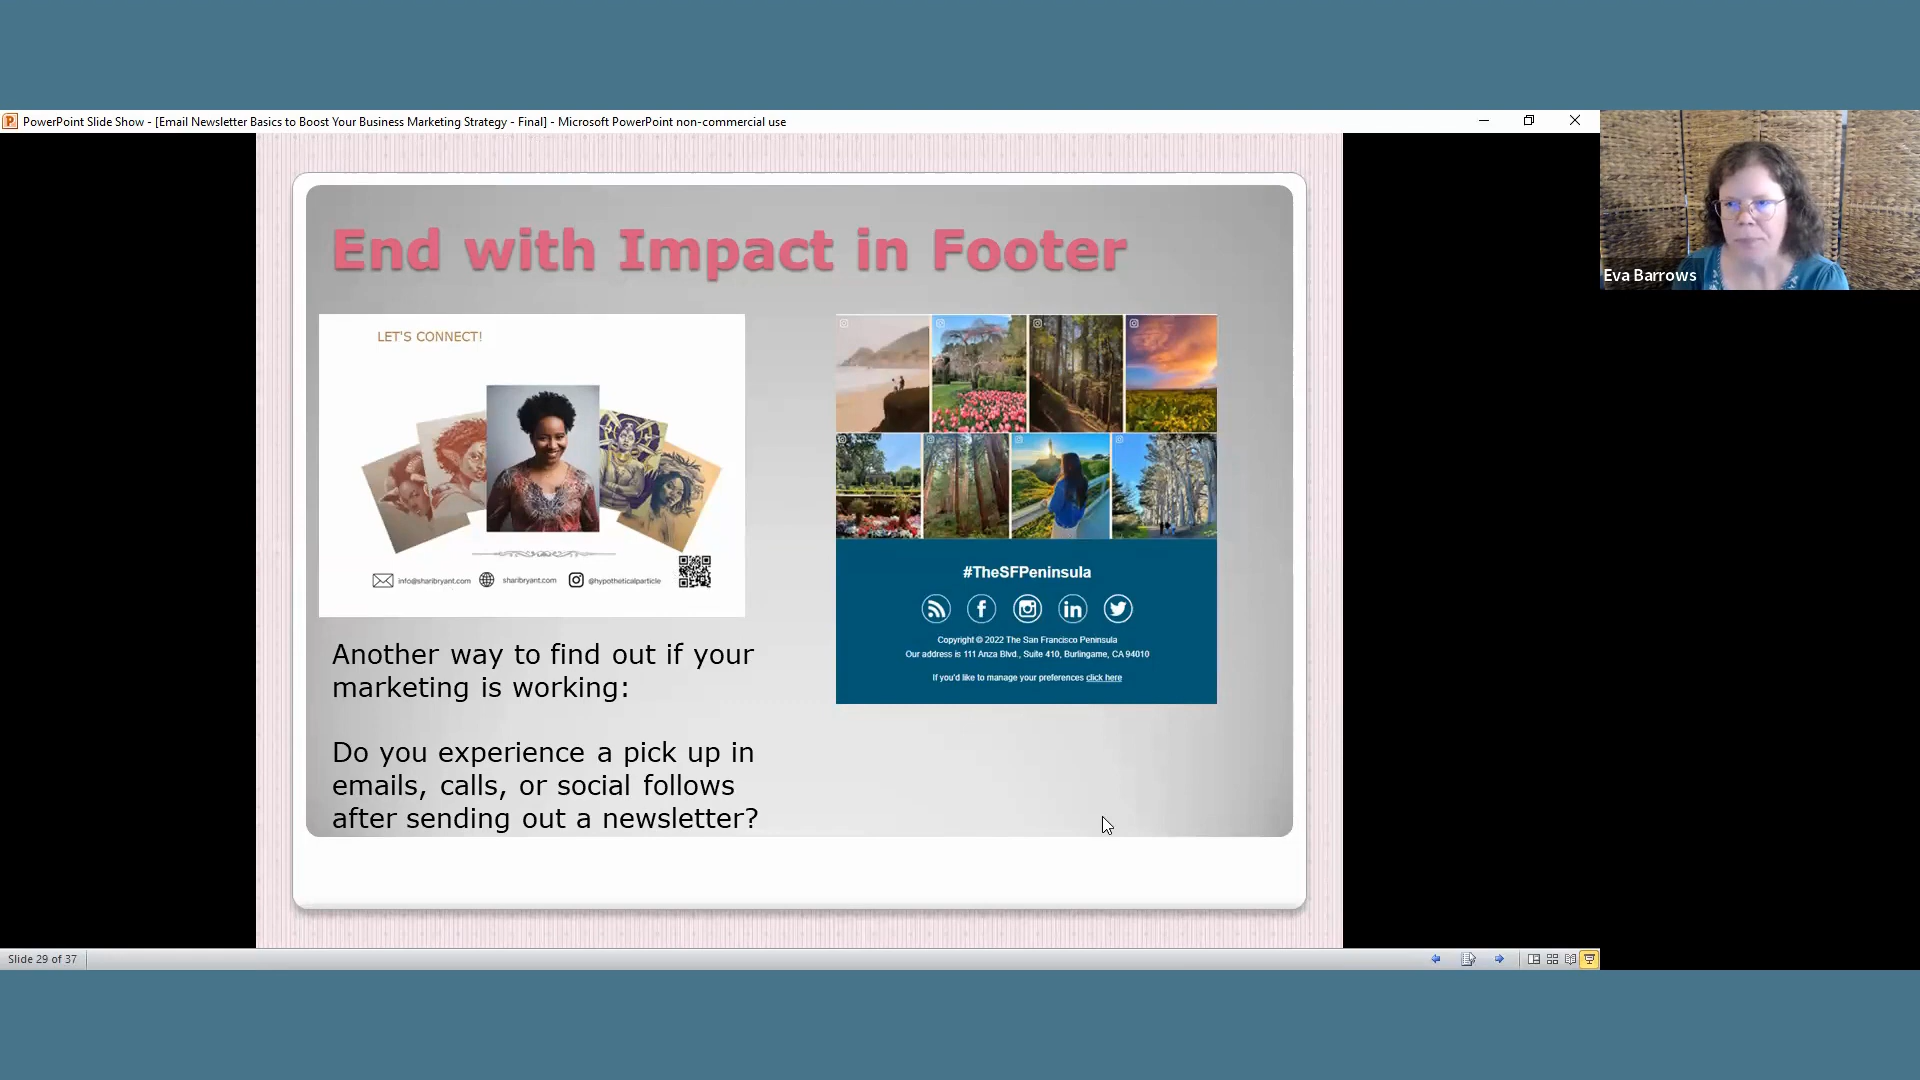 PowerPoint Slide Show - [Email Newsletter Basics to Boost Your Business Marketing Strategy - Final] - Microsoft PowerPoint non-commercial use
Eva Barrows
End with Impact in Footer
LET'S CONNECT!
info@sharibryant.com sharibryant.com @hypotheticalparticle
Another way to find out if your
marketing is working:
Do you experience a pick up in
emails, calls, or social follows
after sending out a newsletter?
#TheSFPeninsula
Copyright © 2022 The San Francisco Peninsula
Our address is 111 Anza Blvd., Suite 410, Burlingame, CA 94010
If you'd like to manage your preferences click here
Slide 29 of 37